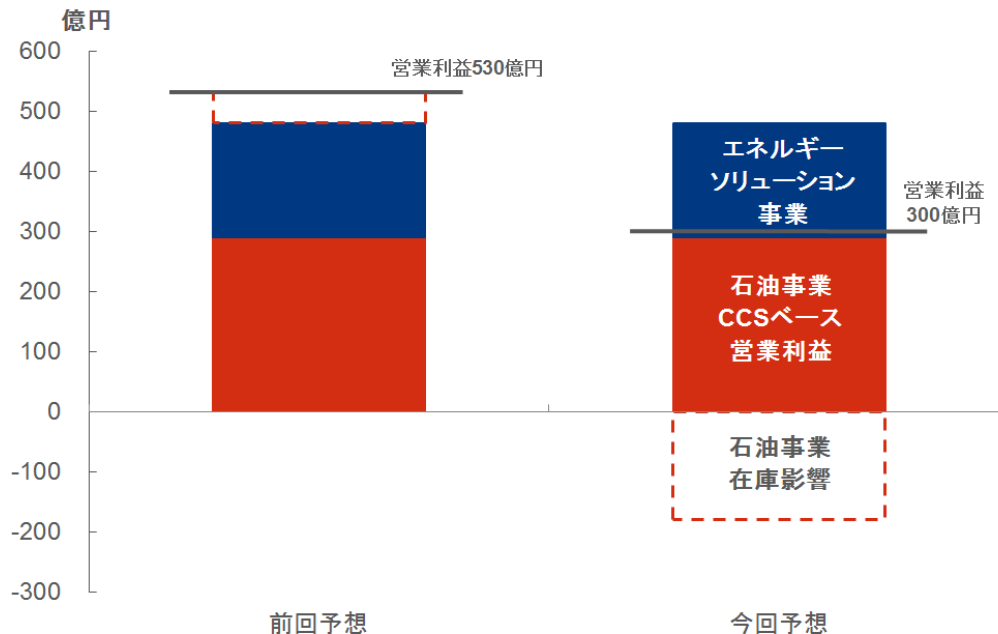 億円
600
500
400
300
200
100
0
-100
-200
-300
営業利益530億円
エネルギー
ソリューション
事業
営業利益
300億円
石油事業
CCSベース
営業利益
石油事業
在庫影響
前回予想
今回予想